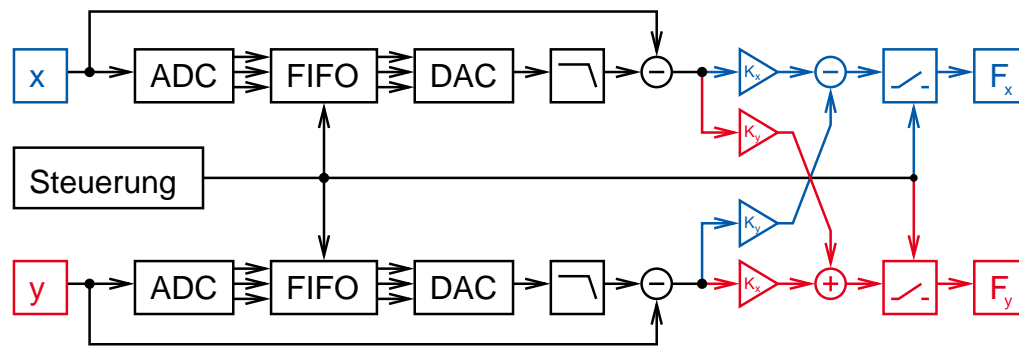 x ADC FIFO DAC − Kx − Fx
Ky
Steuerung
Ky
y ADC FIFO DAC − Kx + Fy